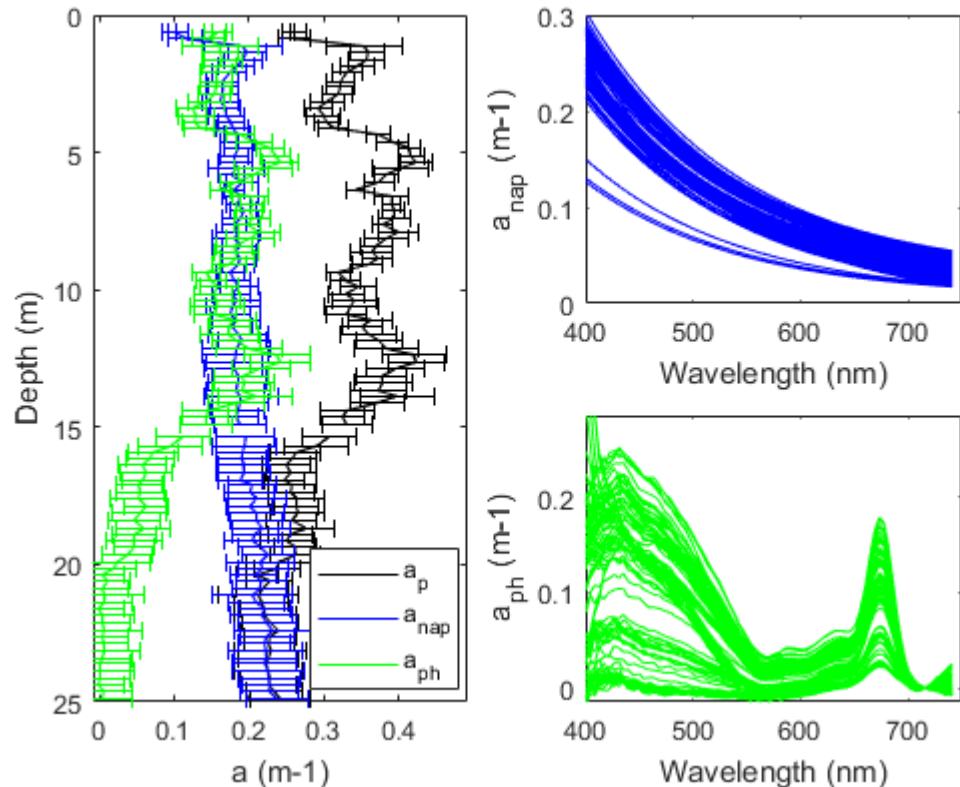 0
5
10
15
20
25
Depth (m)
0
0.1
0.2
0.3
0.4
a (m-1)
a_p
a_nap
a_ph
0.3
0.2
0.1
0
a_nap (m-1)
400
500
600
700
Wavelength (nm)
0.2
0.1
0
a_ph (m-1)
400
500
600
700
Wavelength (nm)